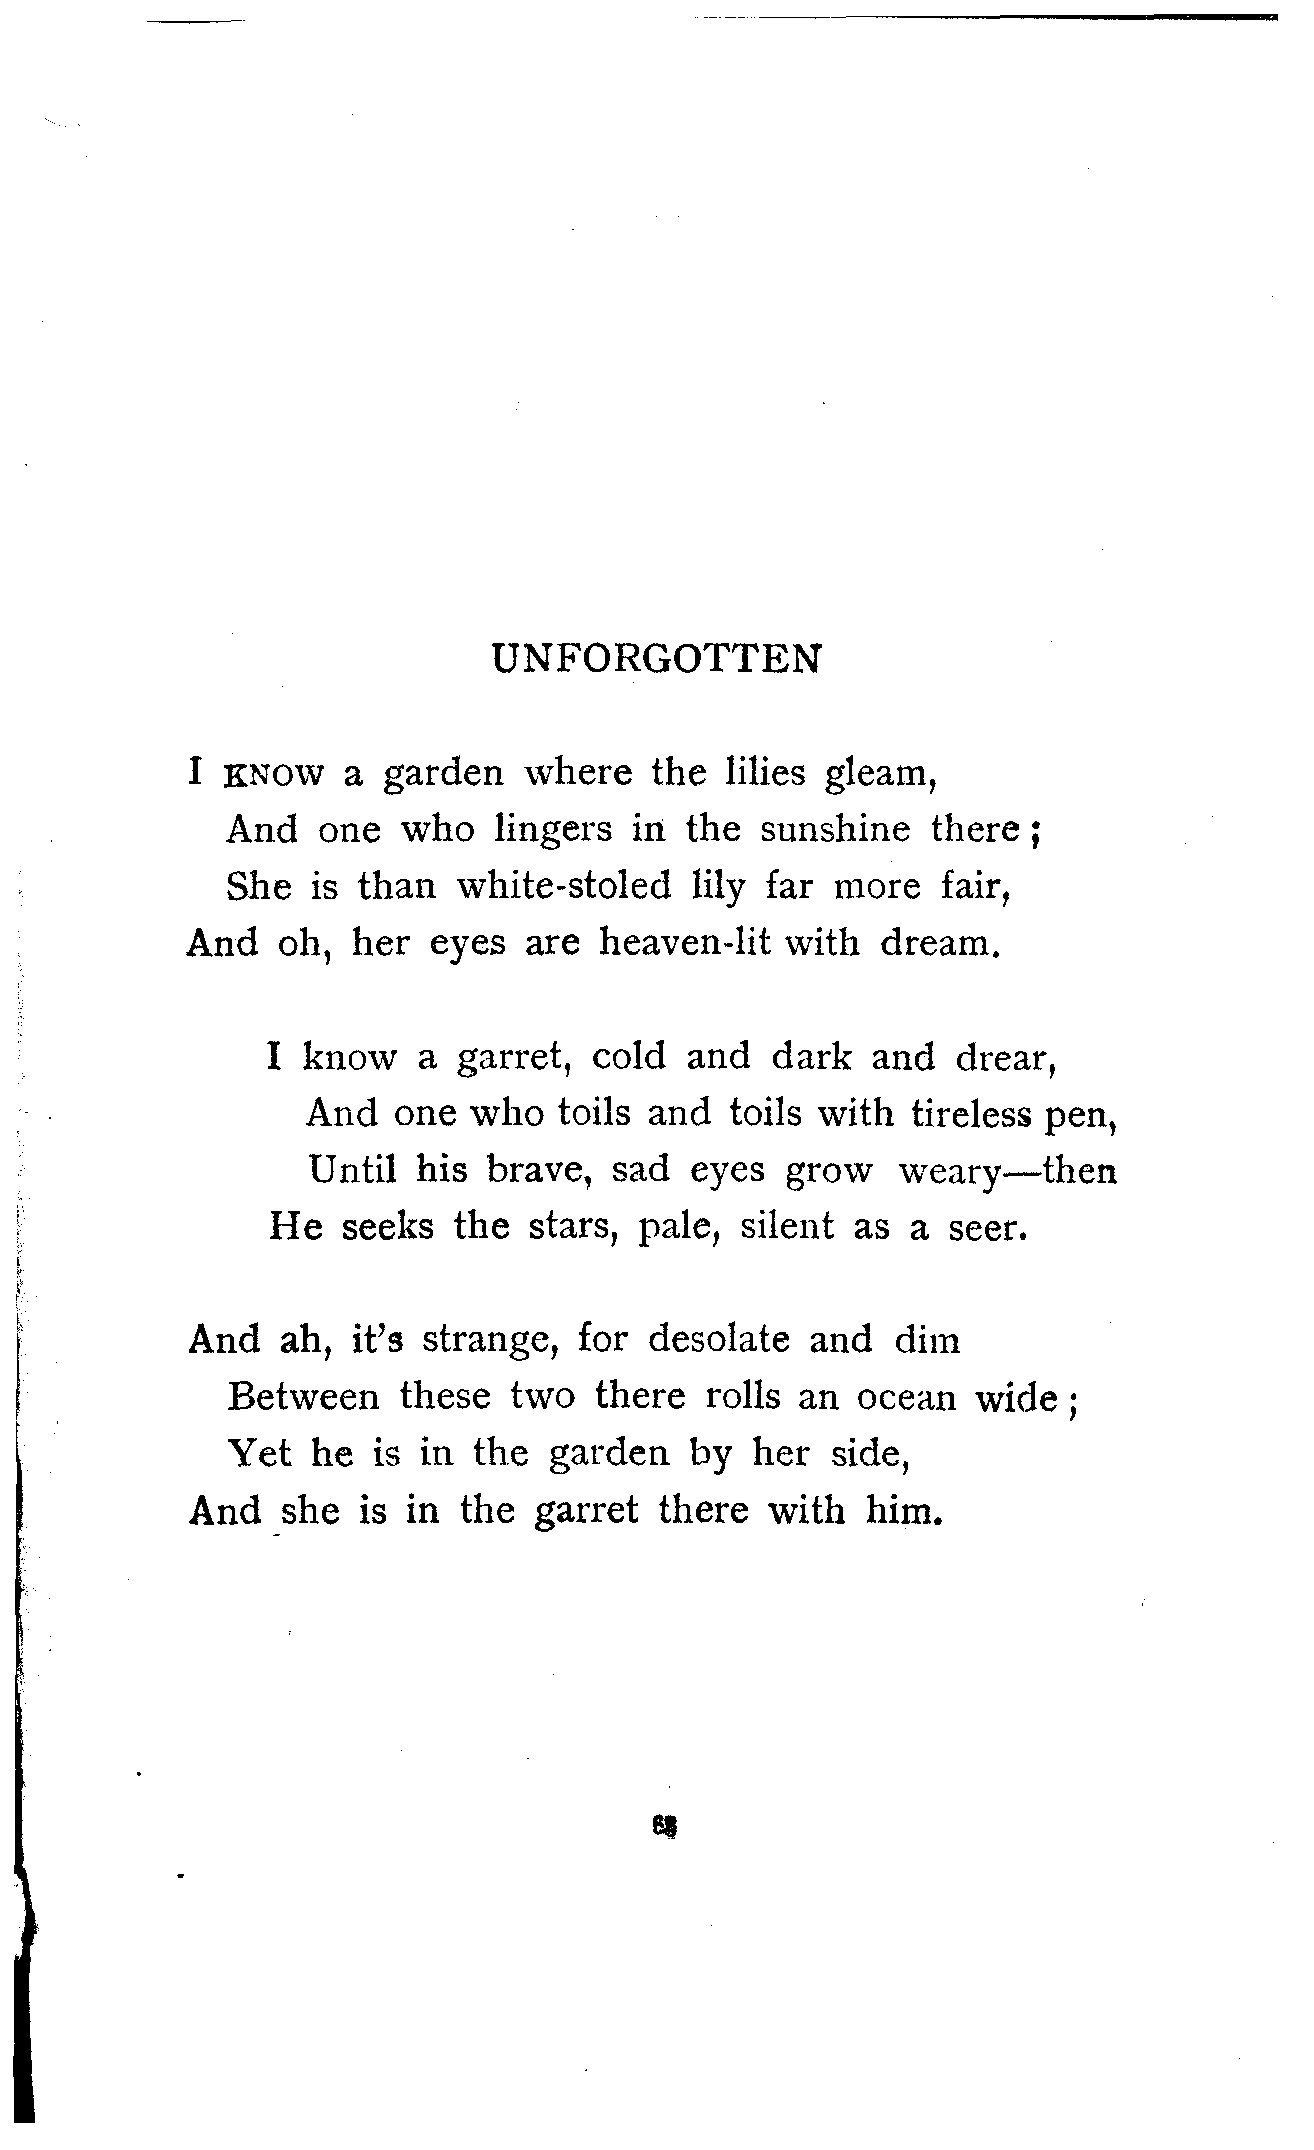 UNFORGOTTEN
I KNOW a garden where the lilies gleam,
And one who lingers in the sunshine there;
She is than white-stoled lily far more fair,
And oh, her eyes are heaven-lit with dream.
I know a garret, cold and dark and drear,
And one who toils and toils with tireless pen,
Until his brave, sad eyes grow weary—then
He seeks the stars, pale, silent as a seer.
And ah, it's strange, for desolate and dim
Between these two there rolls an ocean wide;
Yet he is in the garden by her side,
And she is in the garret there with him.